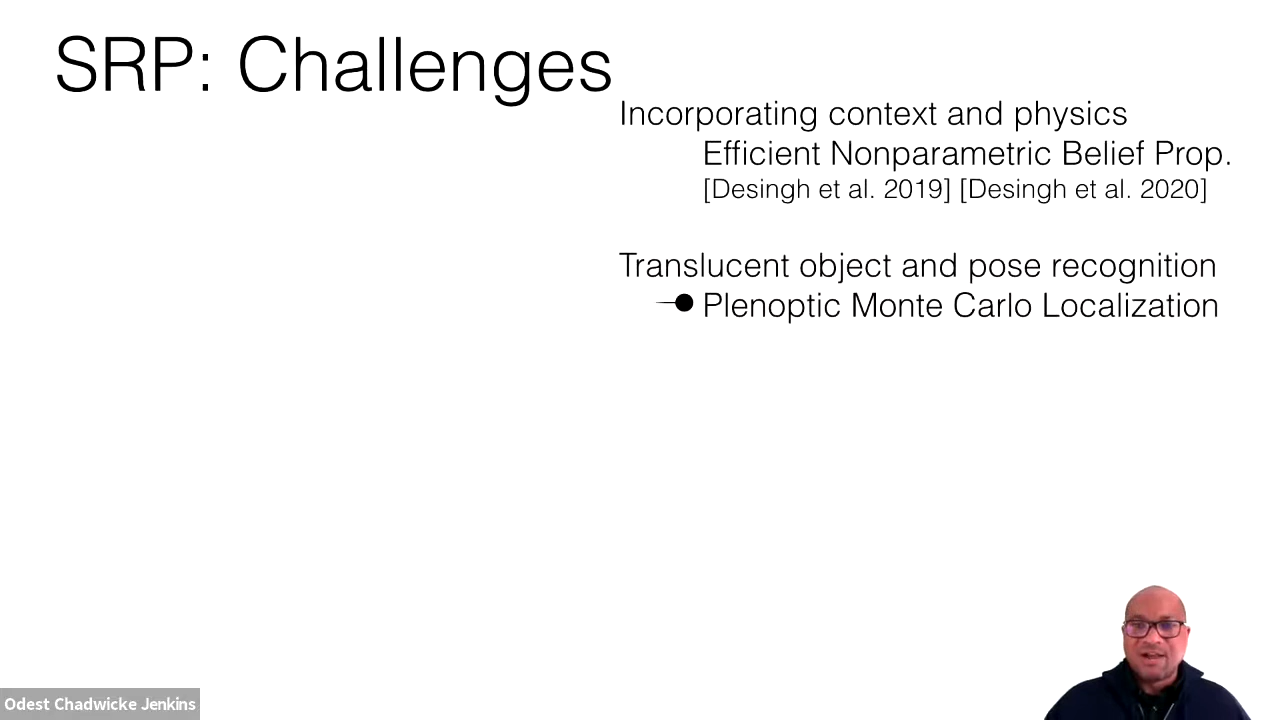 SRP: Challenges
Incorporating context and physics
Efficient Nonparametric Belief Prop.
[Desingh et al. 2019] [Desingh et al. 2020]
Translucent object and pose recognition
Plenoptic Monte Carlo Localization
Odest Chadwicke Jenkins